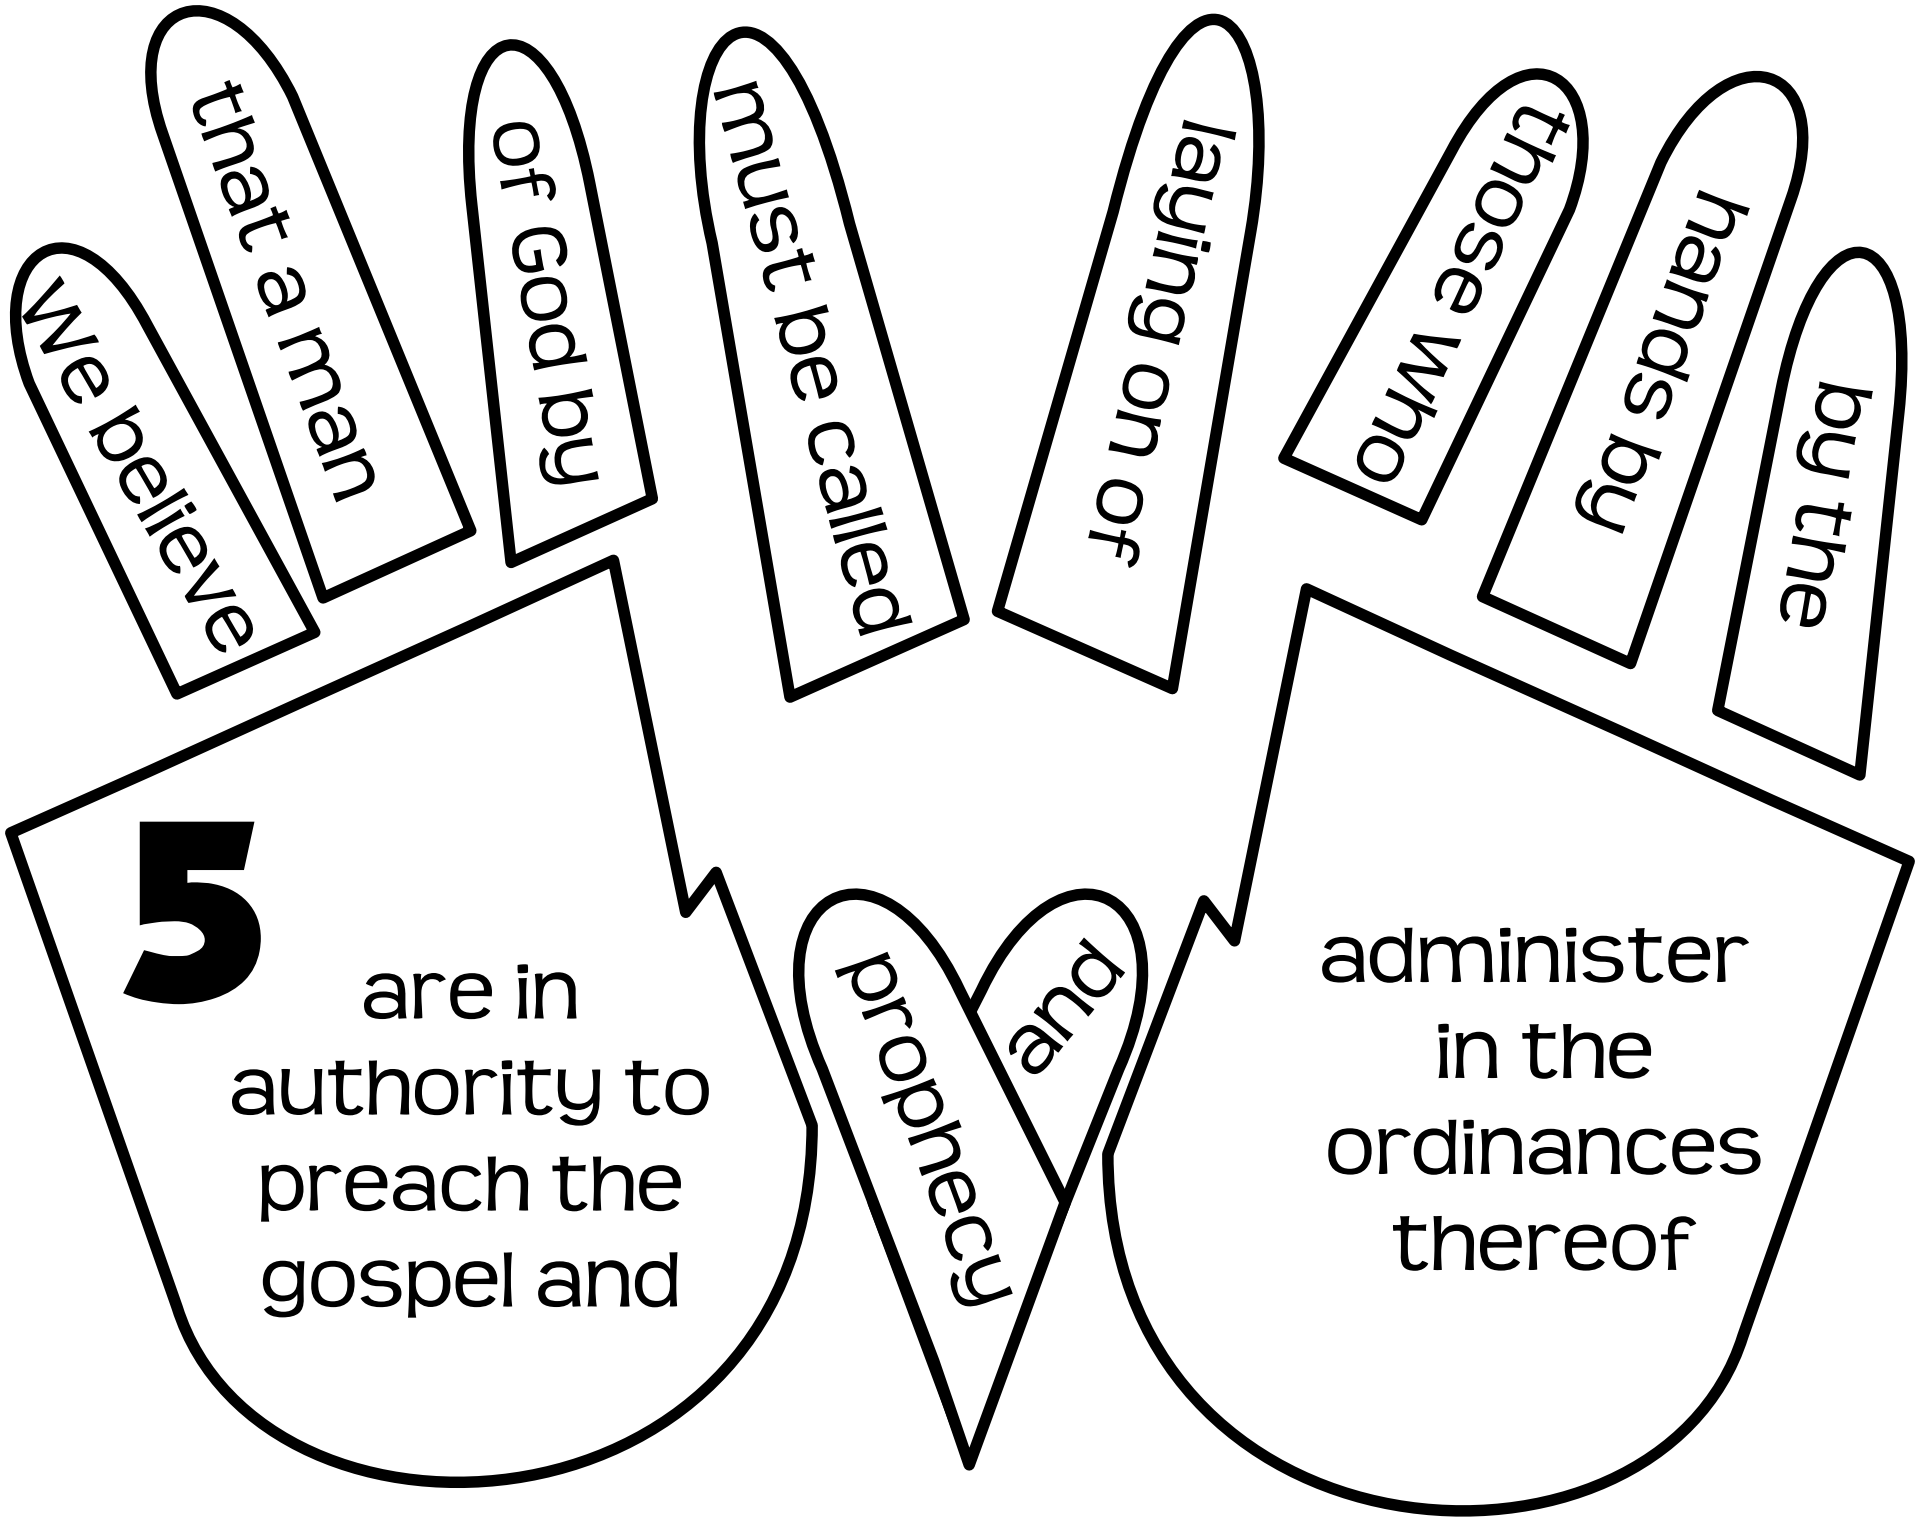 We believe
that a man
of God by
must be called
laying on of
those who
hands by
by the
prophecy
and
5
are in
authority to
preach the
gospel and
administer
in the
ordinances
thereof